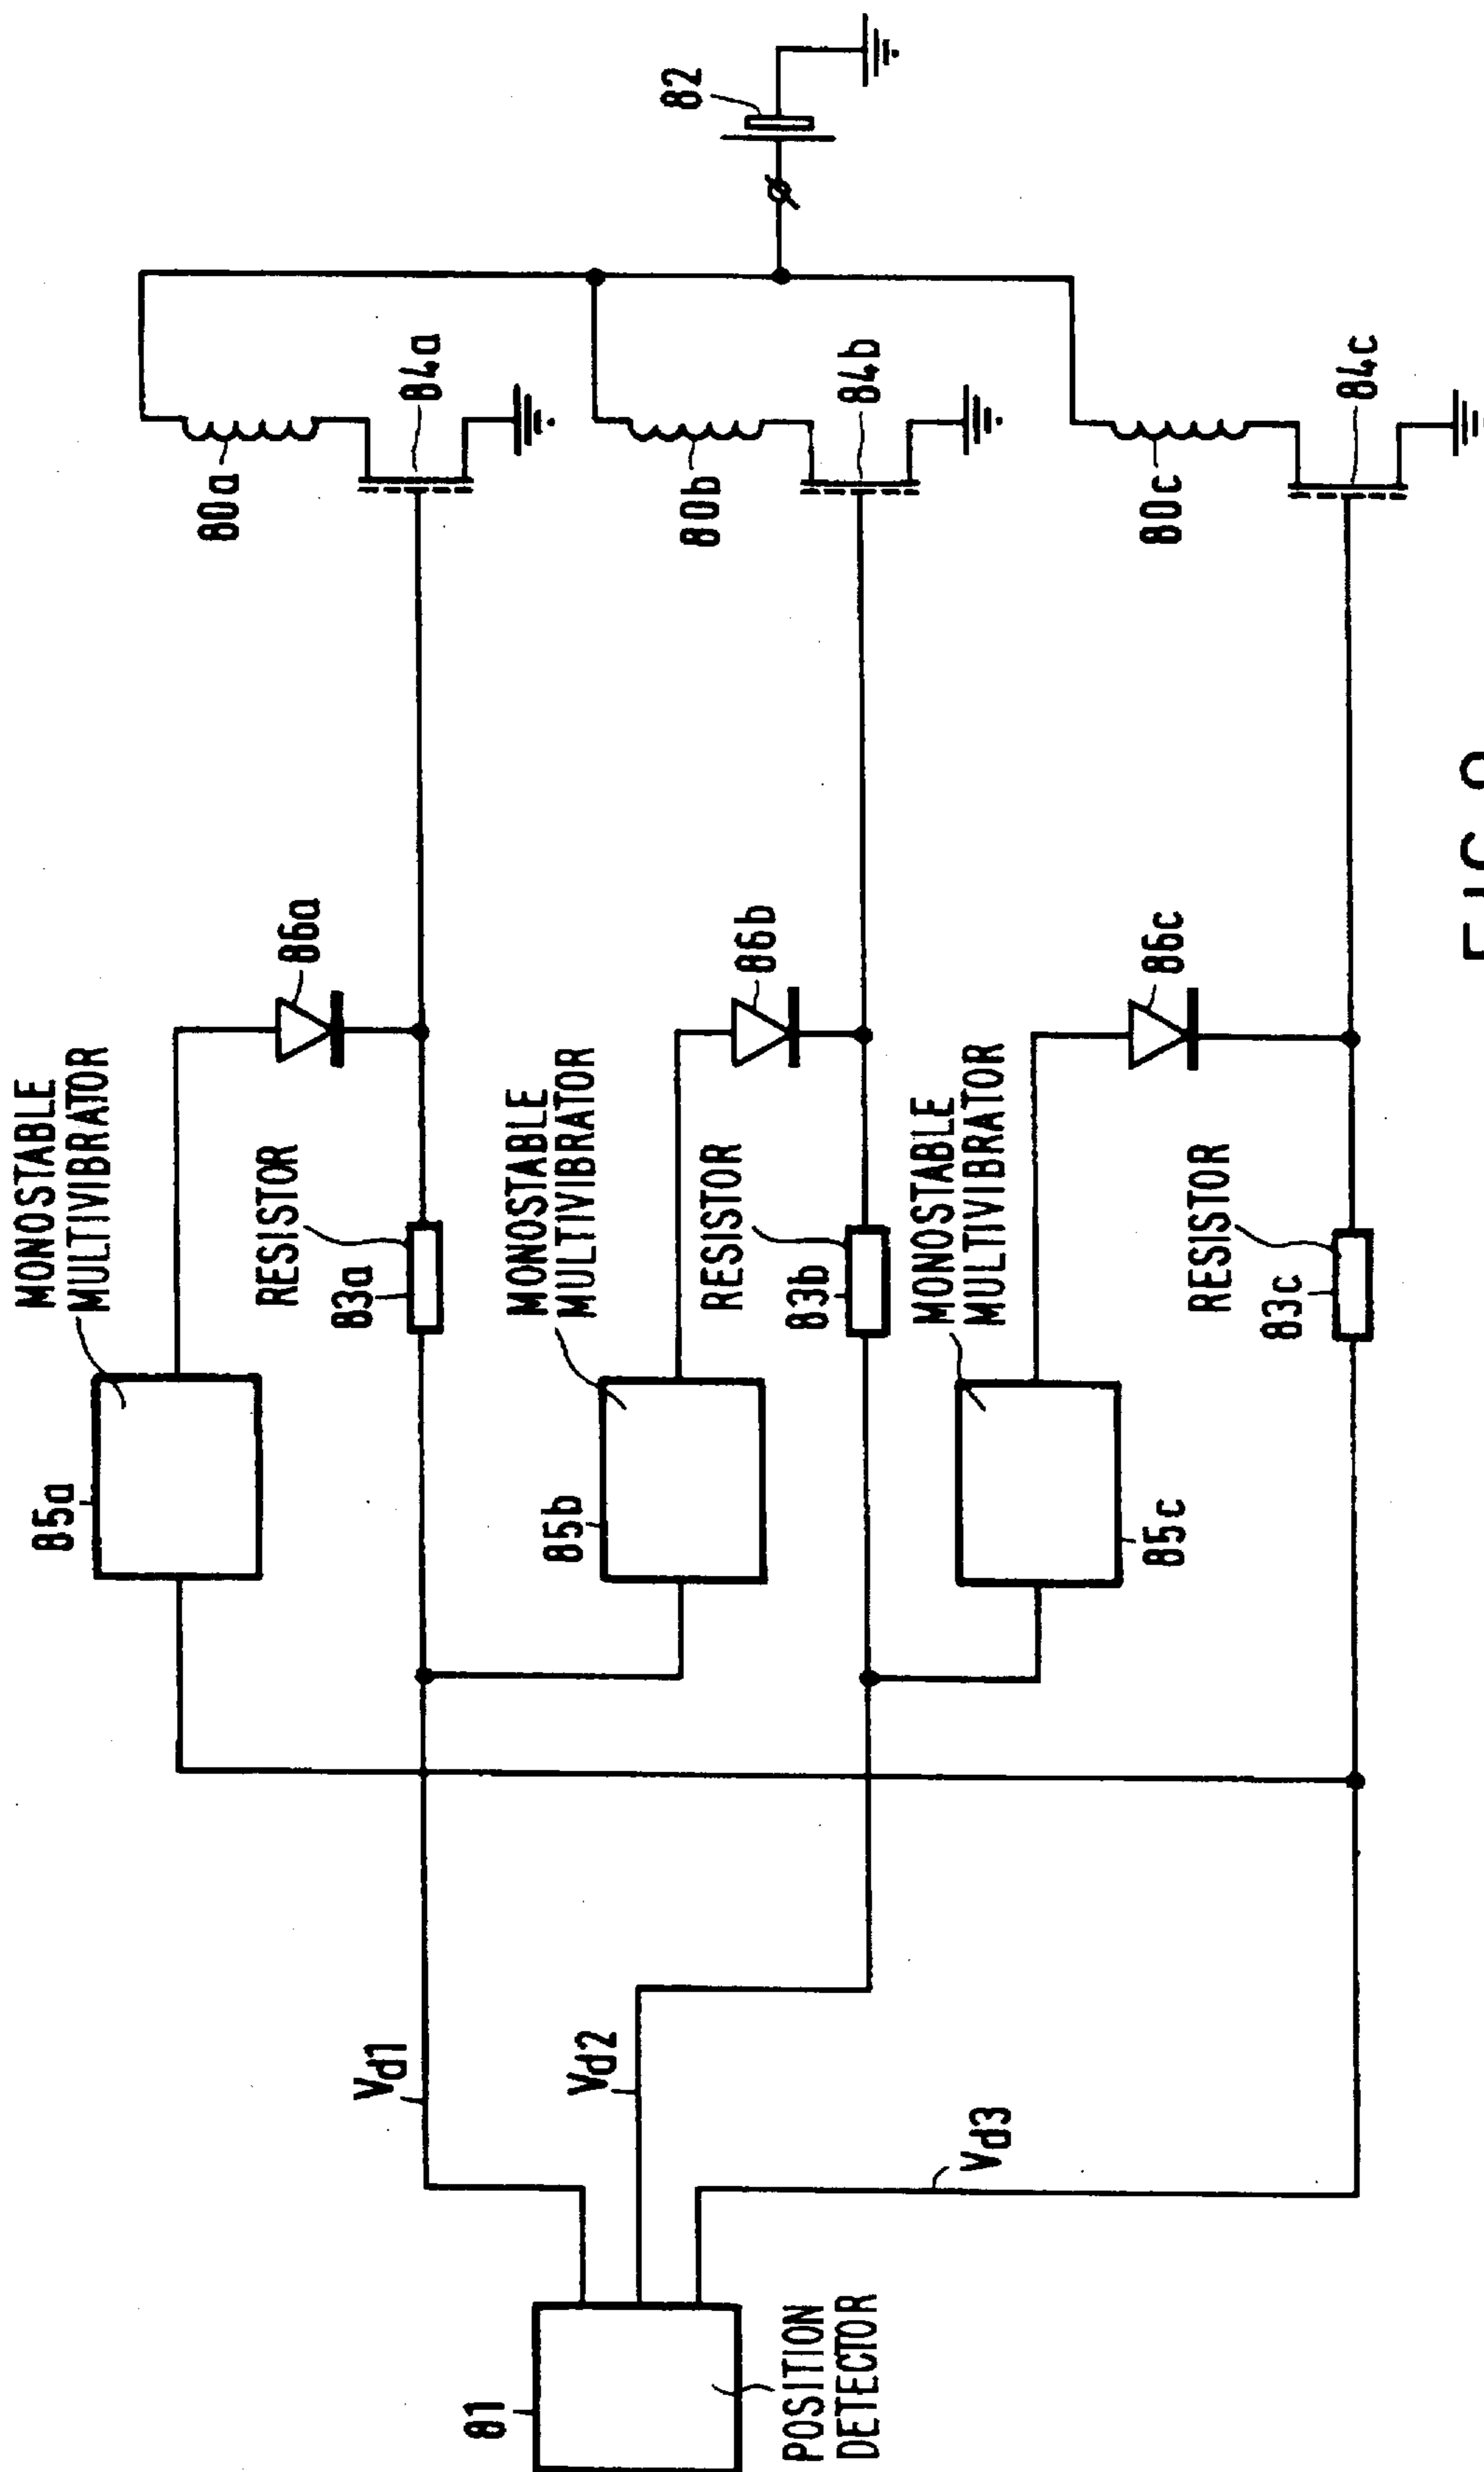 MONOSTABLE
MULTIVIBRATOR
85a
86a
80a
82
RESISTOR
83a
84a
Vd1
MONOSTABLE
MULTIVIBRATOR
85b
86b
80b
RESISTOR
83b
84b
81
Vd2
POSITION
DETECTOR
MONOSTABLE
MULTIVIBRATOR
85c
86c
80c
RESISTOR
83c
84c
Vd3